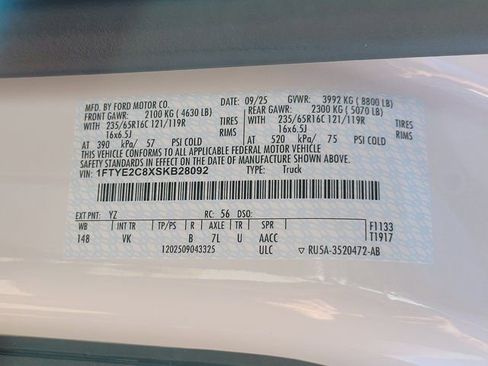 MFD. BY FORD MOTOR CO. DATE: 09/25 GVWR: 3992 KG (8800 LB)
FRONT GAWR: 2100 KG (4630 LB) REAR GAWR: 2300 KG (5070 LB)
WITH 235/65R16C 121/119R TIRES WITH 235/65R16C 121/119R TIRES
16x6.5J RIMS 16x6.5J RIMS
AT 390 kPa/ 57 PSI COLD AT 520 kPa/ 75 PSI COLD
THIS VEHICLE CONFORMS TO ALL APPLICABLE FEDERAL MOTOR VEHICLE
SAFETY STANDARDS IN EFFECT ON THE DATE OF MANUFACTURE SHOWN ABOVE.
VIN: 1FTYE2C8XSKB28092 TYPE: Truck
EXT PNT: YZ RC: 56 DSO:
WB INT TR TP/PS R AXLE TR SPR F1133
148 VK B 7L U AACC T1917
1202509043325 ULC ▽ RU5A-3520472-AB